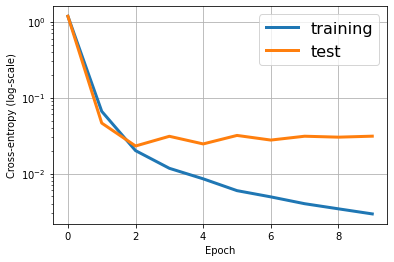 training
test
Cross-entropy (log-scale)
10⁰
10⁻¹
10⁻²
0 2 4 6 8
Epoch